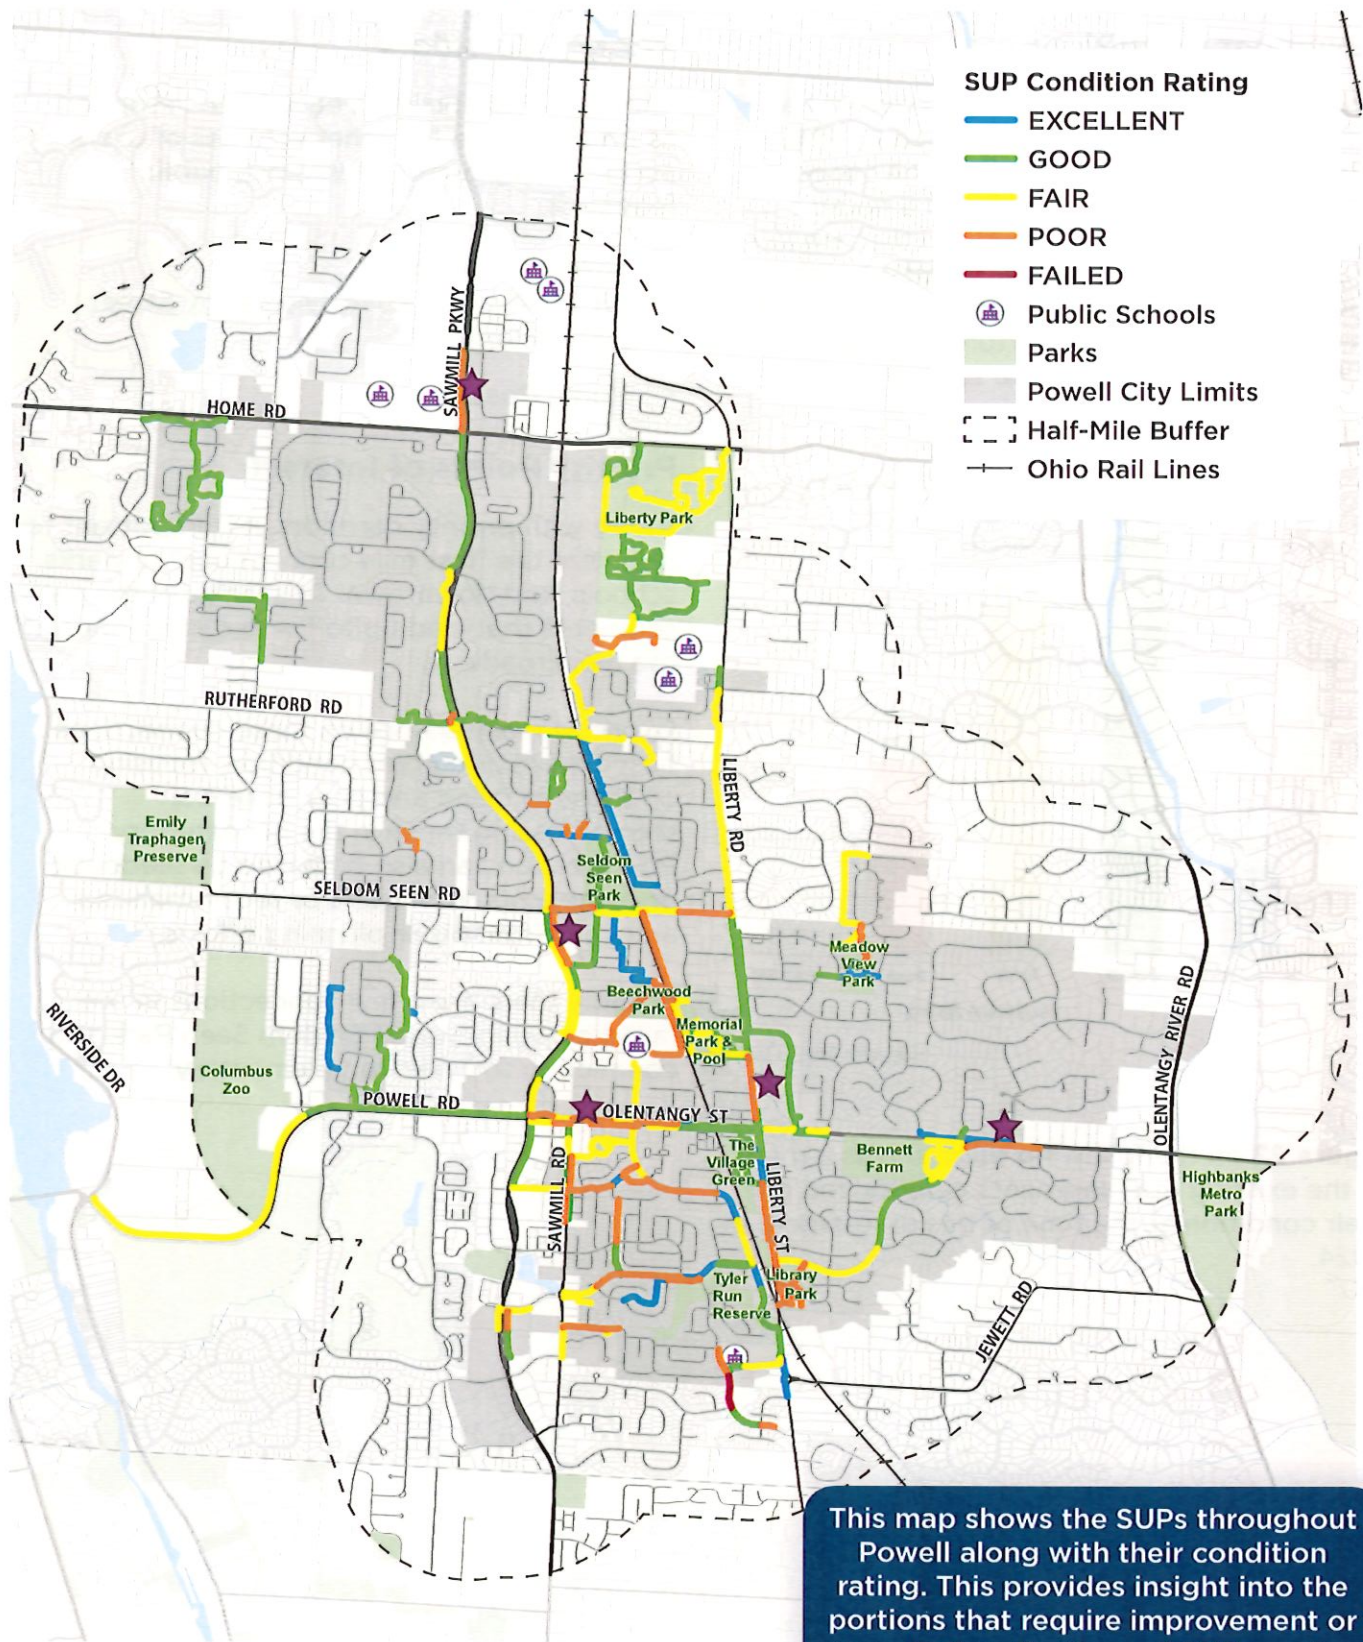 SUP Condition Rating
EXCELLENT
GOOD
FAIR
POOR
FAILED
Public Schools
Parks
Powell City Limits
Half-Mile Buffer
Ohio Rail Lines
SAWMILL PKWY
HOME RD
Liberty Park
RUTHERFORD RD
LIBERTY RD
Emily
Traphagen
Preserve
Seldom
Seen
Park
SELDOM SEEN RD
Meadow
View
Park
Beechwood
Park
Memorial
Park &
Pool
RIVERSIDE DR
Columbus
Zoo
POWELL RD
OLENTANGY ST
OLENTANGY RIVER RD
The
Village
Green
Bennett
Farm
Highbanks
Metro
Park
SAWMILL RD
LIBERTY ST
Tyler
Run
Reserve
Library
Park
JEWETT RD
This map shows the SUPs throughout
Powell along with their condition
rating. This provides insight into the
portions that require improvement or